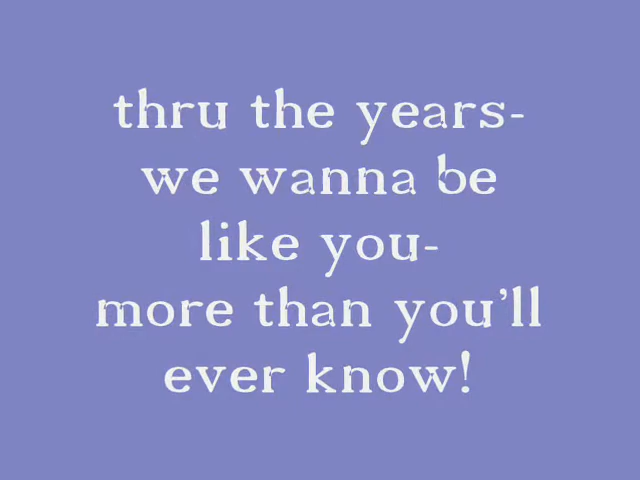 thru the years-
we wanna be
like you-
more than you'll
ever know!